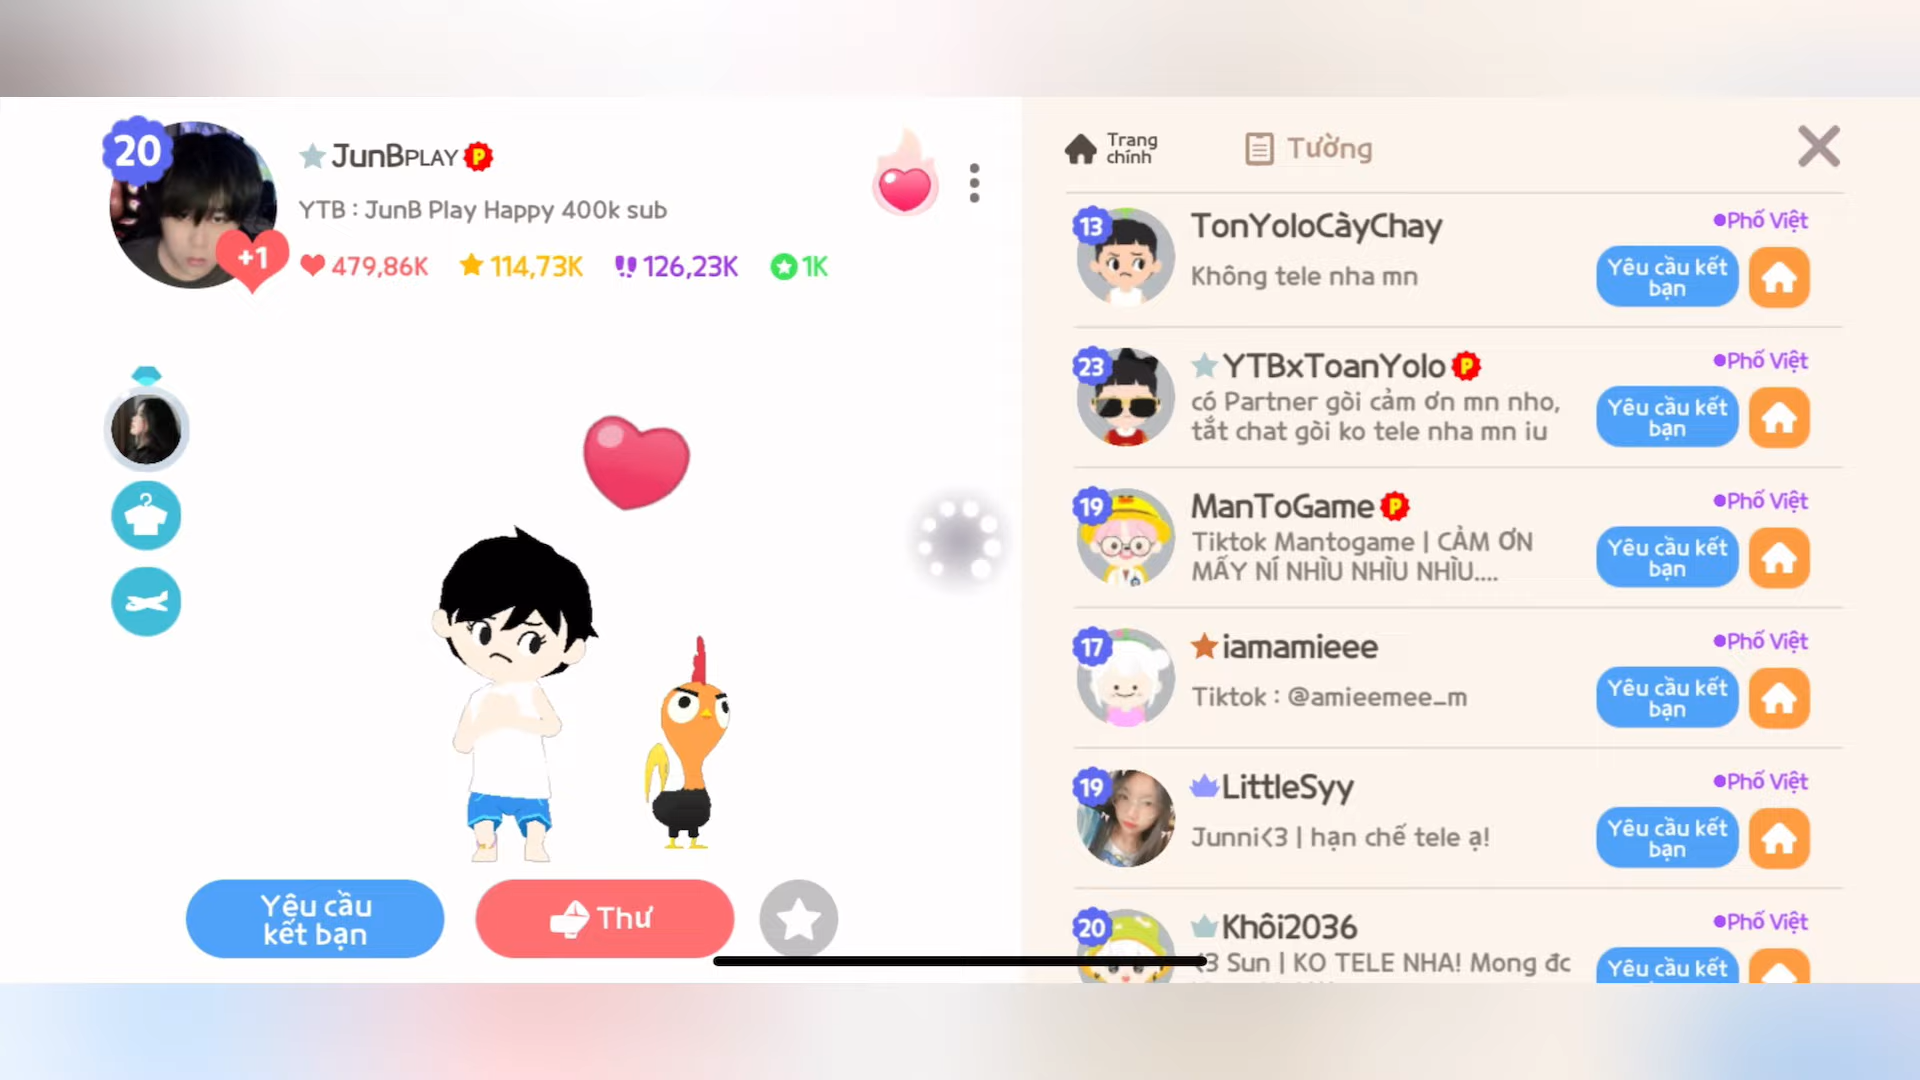 20
JunBPLAY P
YTB : JunB Play Happy 400k sub
+1
479,86K
114,73K
126,23K
1K
Yêu cầu
kết bạn
Thư
Trang
chính
Tường
13
TonYoloCàyChay
Không tele nha mn
Phố Việt
Yêu cầu kết
bạn
23
YTBxToanYolo P
có Partner gòi cảm ơn mn nho,
tắt chat gòi ko tele nha mn iu
Phố Việt
Yêu cầu kết
bạn
19
ManToGame P
Tiktok Mantogame | CẢM ƠN
MẤY NÍ NHÌU NHÌU NHÌU....
Phố Việt
Yêu cầu kết
bạn
17
iamamieee
Tiktok : @amieemee_m
Phố Việt
Yêu cầu kết
bạn
19
LittleSyy
Junni<3 | hạn chế tele ạ!
Phố Việt
Yêu cầu kết
bạn
20
Khôi2036
<3 Sun | KO TELE NHA! Mong đc
Phố Việt
Yêu cầu kết